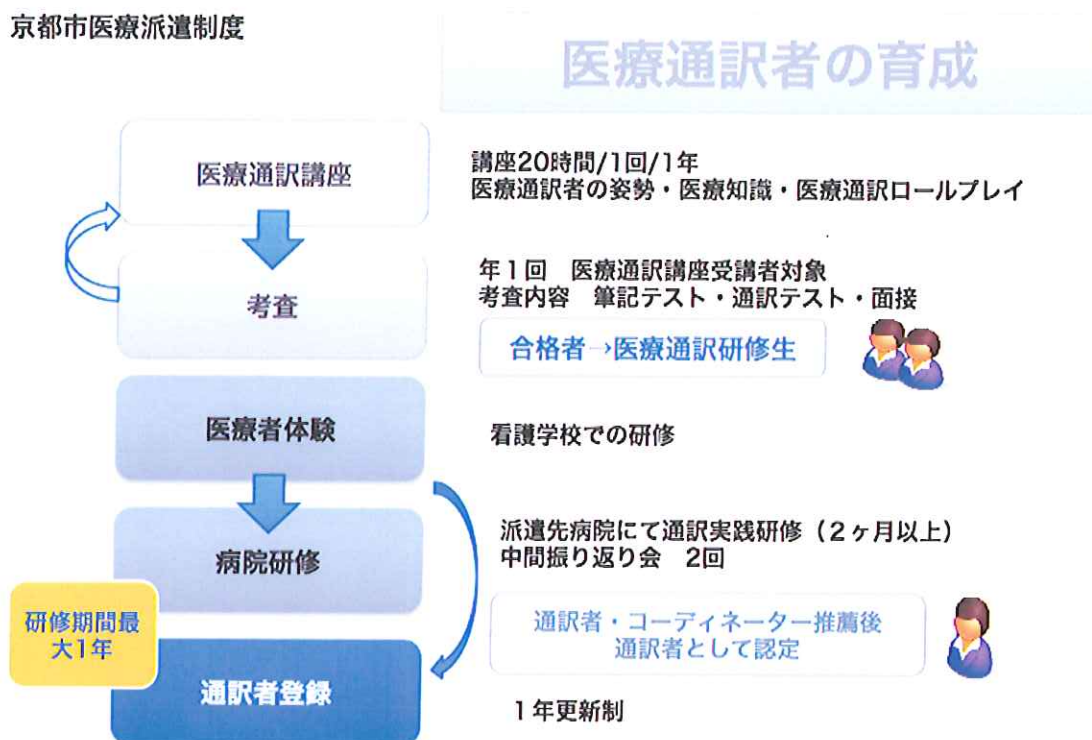 京都市医療派遣制度
医療通訳者の育成
医療通訳講座
講座20時間/1回/1年
医療通訳者の姿勢・医療知識・医療通訳ロールプレイ
考査
年１回　医療通訳講座受講者対象
考査内容　筆記テスト・通訳テスト・面接
合格者→医療通訳研修生
医療者体験
看護学校での研修
病院研修
派遣先病院にて通訳実践研修（２ヶ月以上）
中間振り返り会　2回
研修期間最
大1年
通訳者・コーディネーター推薦後
通訳者として認定
通訳者登録
１年更新制